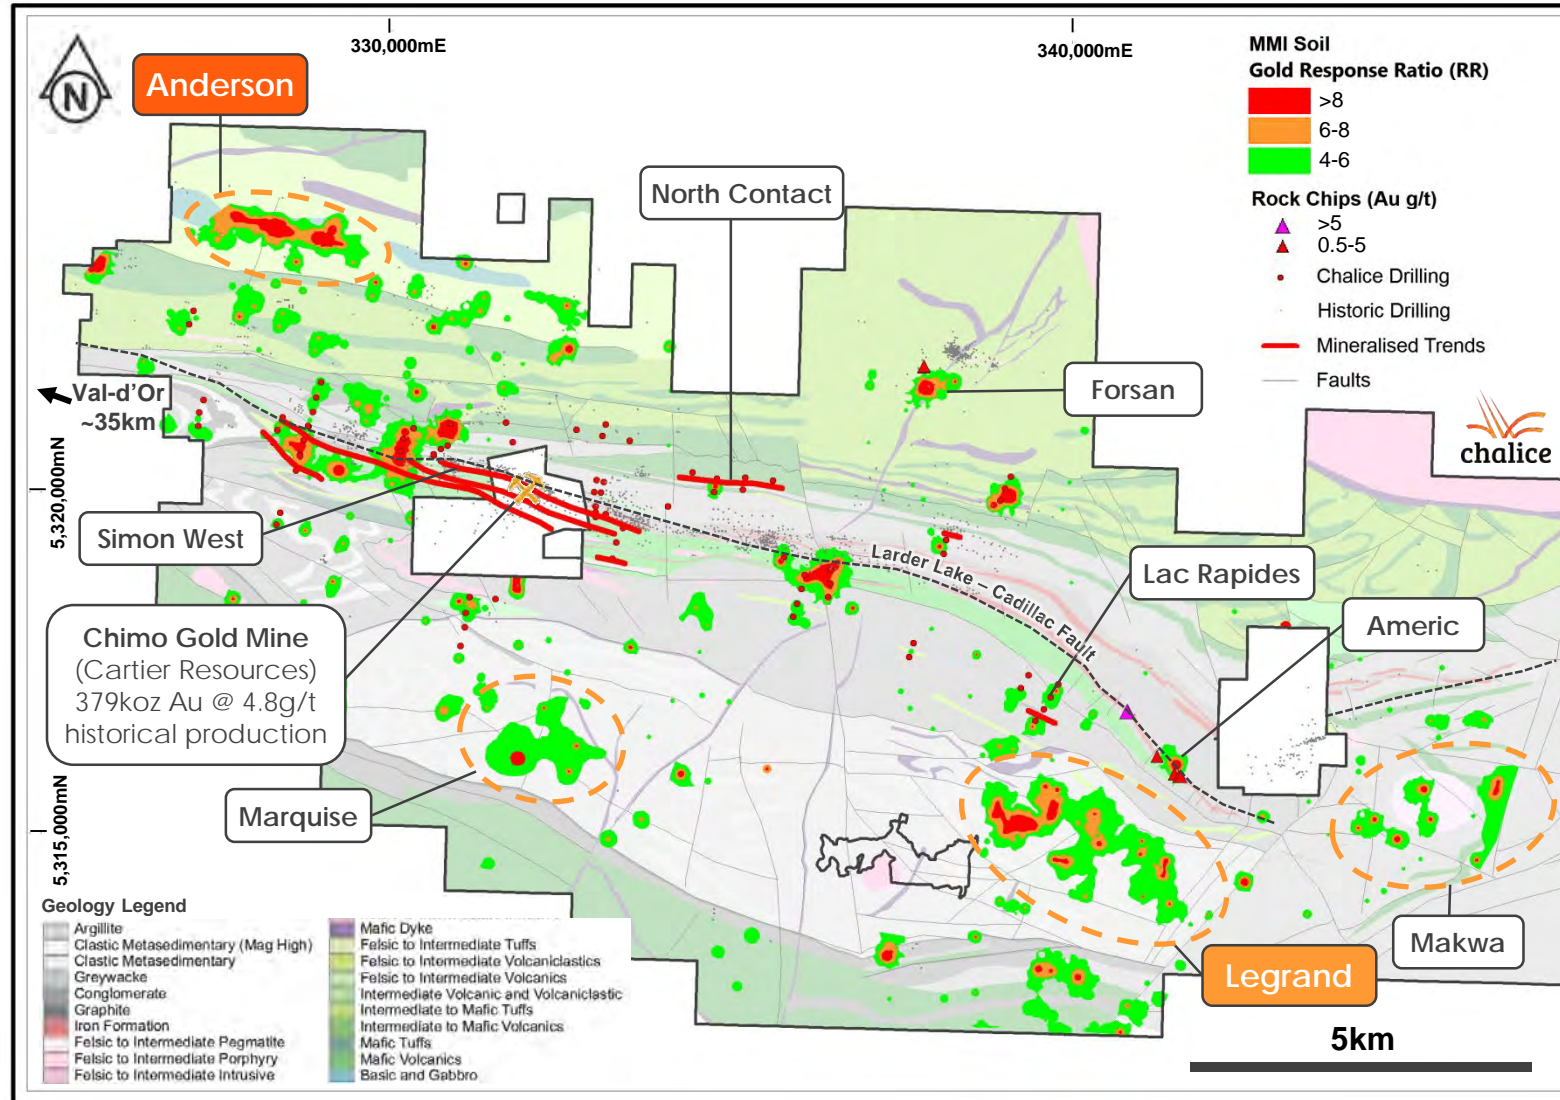 330,000mE
340,000mE
N
Anderson
North Contact
MMI Soil
Gold Response Ratio (RR)
>8
6-8
4-6
Rock Chips (Au g/t)
>5
0.5-5
Chalice Drilling
Historic Drilling
Mineralised Trends
Faults
Forsan
chalice
Val-d'Or
~35km
5,320,000mN
Simon West
Larder Lake – Cadillac Fault
Lac Rapides
Americ
Chimo Gold Mine
(Cartier Resources)
379koz Au @ 4.8g/t
historical production
Marquise
5,315,000mN
Makwa
Legrand
5km
Geology Legend
Argillite
Clastic Metasedimentary (Mag High)
Clastic Metasedimentary
Greywacke
Conglomerate
Graphite
Iron Formation
Felsic to Intermediate Pegmatite
Felsic to Intermediate Porphyry
Felsic to Intermediate Intrusive
Mafic Dyke
Felsic to Intermediate Tuffs
Felsic to Intermediate Volcaniclastics
Felsic to Intermediate Volcanics
Intermediate Volcanic and Volcaniclastic
Intermediate to Mafic Tuffs
Intermediate to Mafic Volcanics
Mafic Tuffs
Mafic Volcanics
Basic and Gabbro